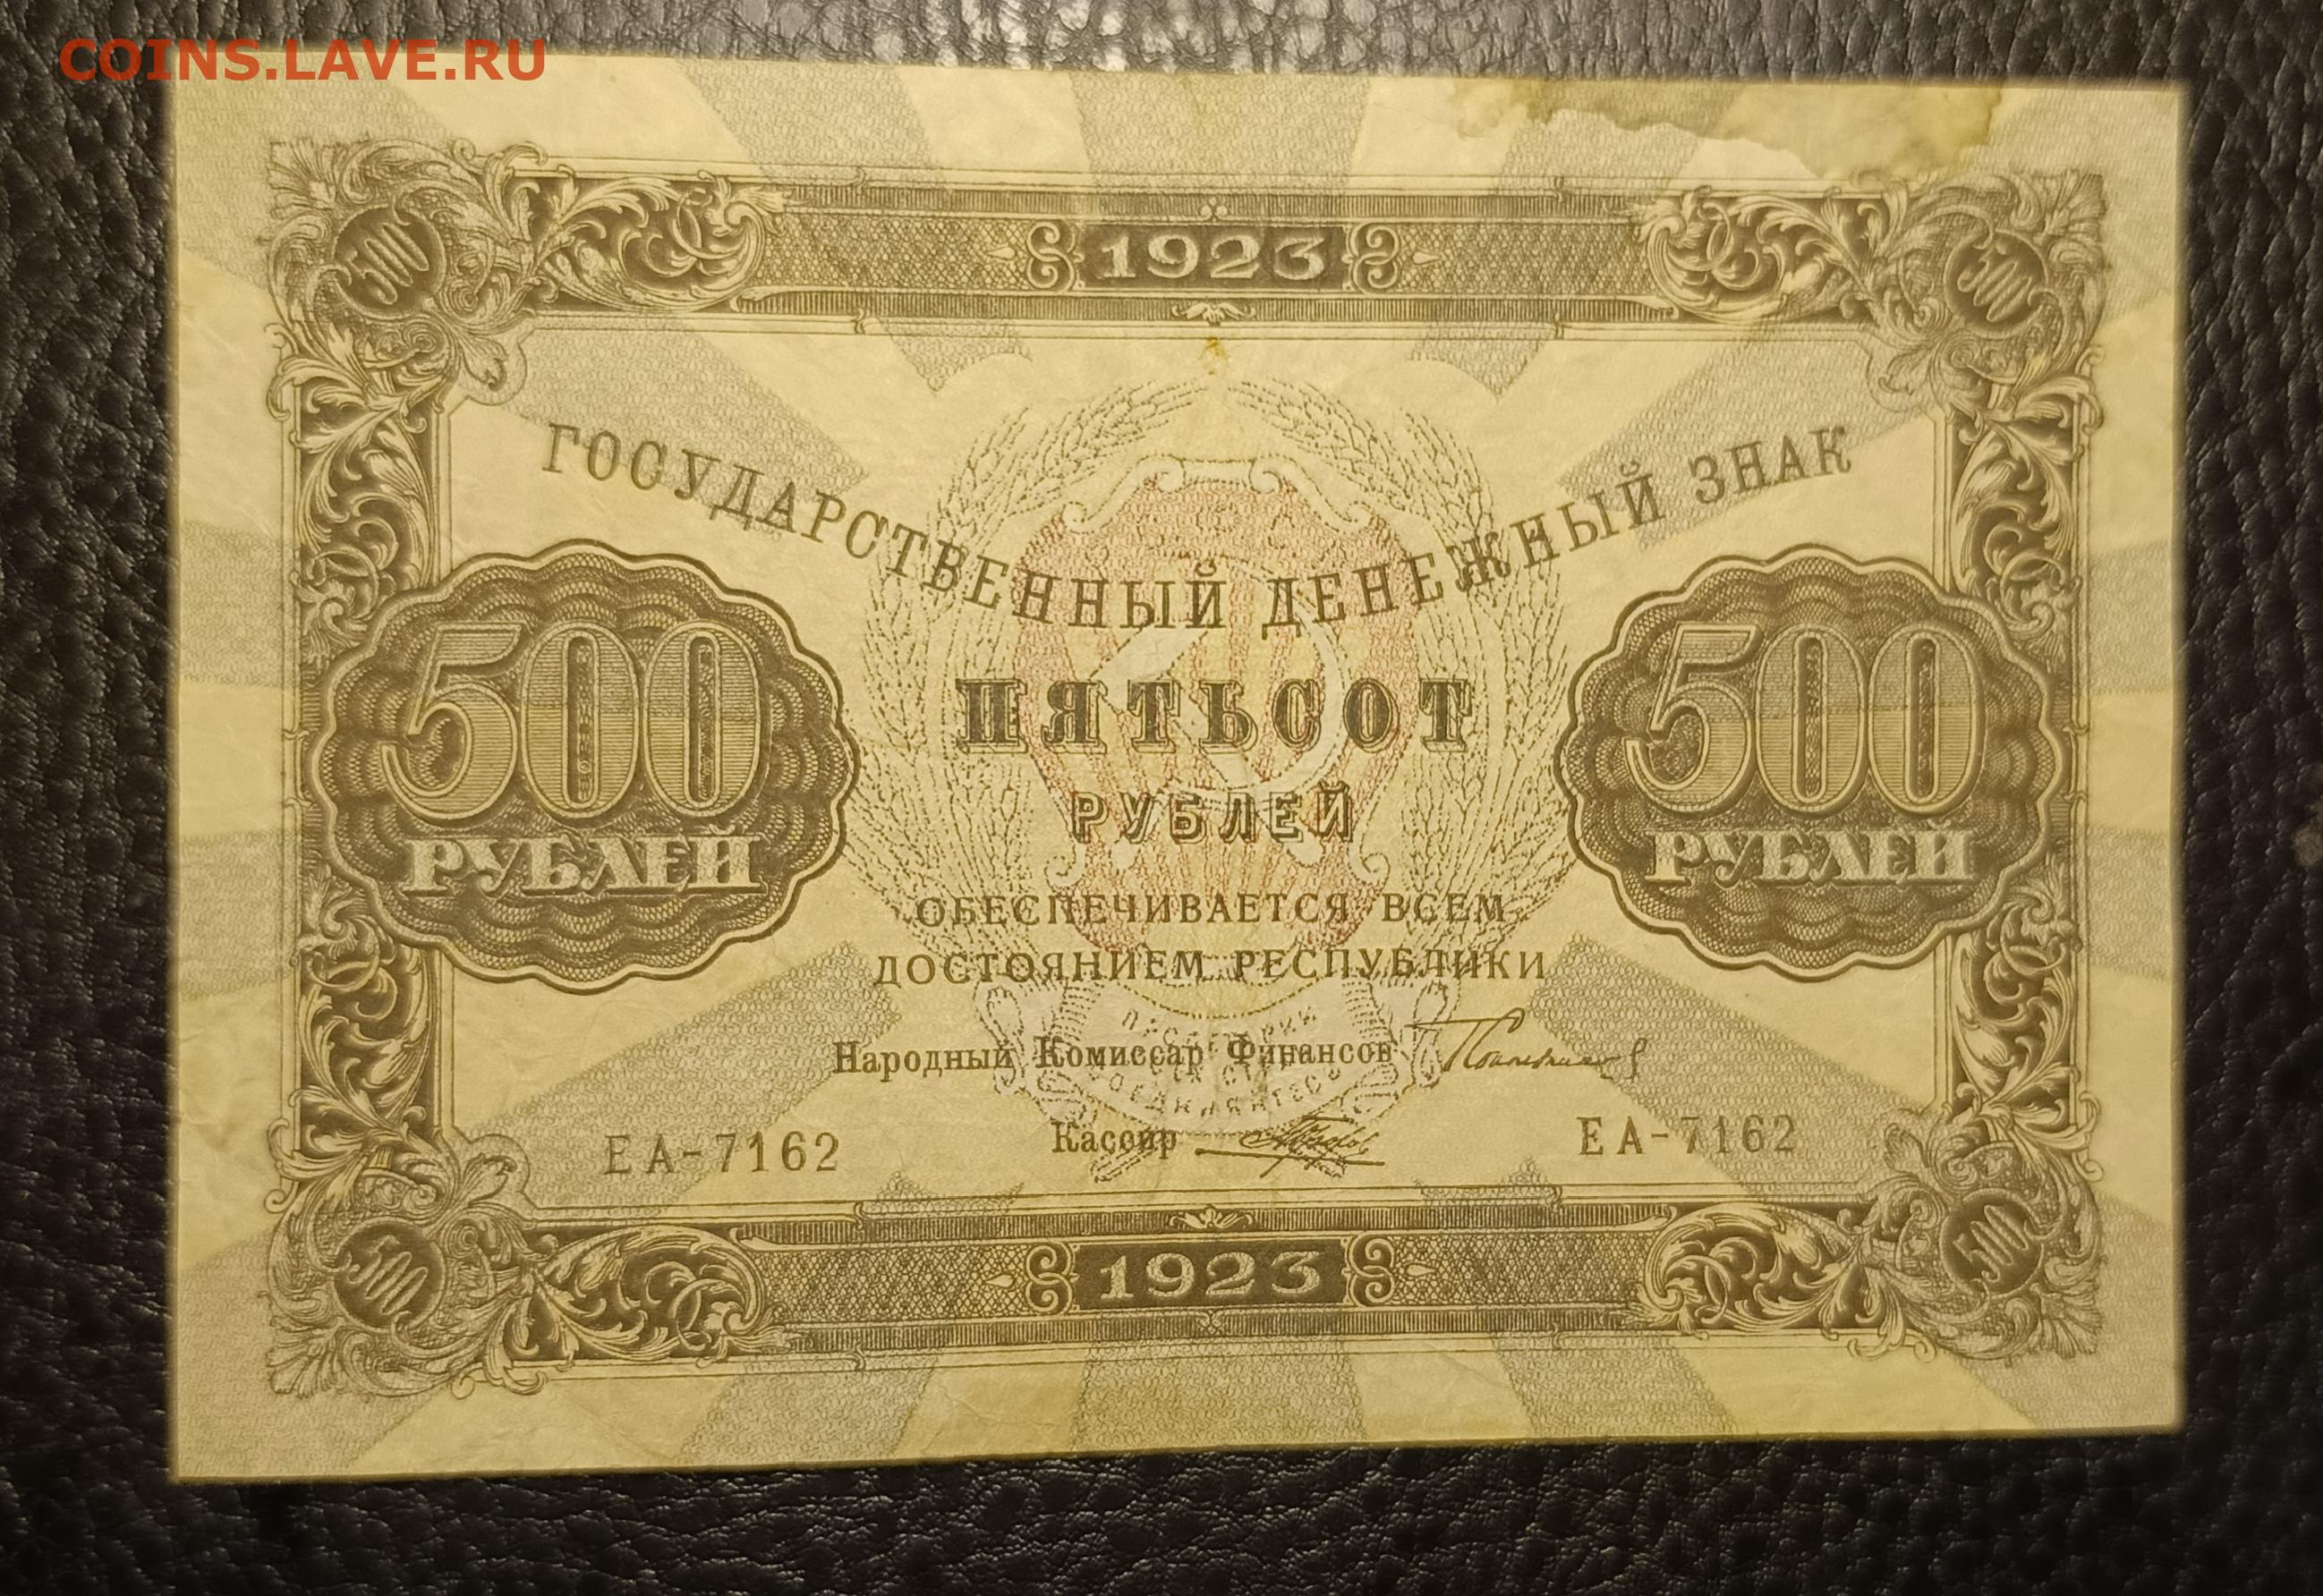 COINS.LAVE.RU
500
1923
500
ГОСУДАРСТВЕННЫЙ ДЕНЕЖНЫЙ ЗНАК
500
РУБЛЕЙ
ПЯТЬСОТ
РУБЛЕЙ
500
РУБЛЕЙ
ОБЕСПЕЧИВАЕТСЯ ВСЕМ
ДОСТОЯНИЕМ РЕСПУБЛИКИ
Народный Комиссар Финансов
ЕА-7162
Кассир
ЕА-7162
500
1923
500